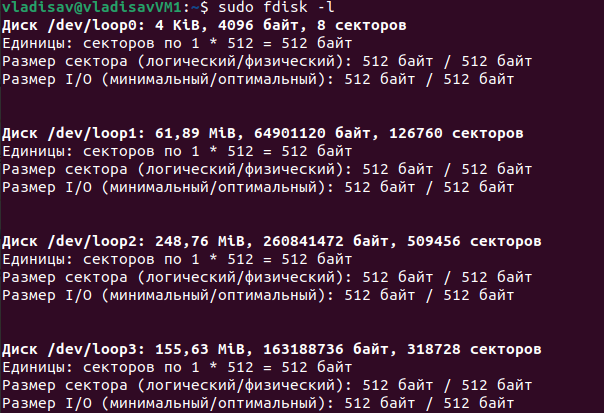 vladisav@vladisavVM1:~$ sudo fdisk -l
Диск /dev/loop0: 4 KiB, 4096 байт, 8 секторов
Единицы: секторов по 1 * 512 = 512 байт
Размер сектора (логический/физический): 512 байт / 512 байт
Размер I/O (минимальный/оптимальный): 512 байт / 512 байт
Диск /dev/loop1: 61,89 MiB, 64901120 байт, 126760 секторов
Единицы: секторов по 1 * 512 = 512 байт
Размер сектора (логический/физический): 512 байт / 512 байт
Размер I/O (минимальный/оптимальный): 512 байт / 512 байт
Диск /dev/loop2: 248,76 MiB, 260841472 байт, 509456 секторов
Единицы: секторов по 1 * 512 = 512 байт
Размер сектора (логический/физический): 512 байт / 512 байт
Размер I/O (минимальный/оптимальный): 512 байт / 512 байт
Диск /dev/loop3: 155,63 MiB, 163188736 байт, 318728 секторов
Единицы: секторов по 1 * 512 = 512 байт
Размер сектора (логический/физический): 512 байт / 512 байт
Размер I/O (минимальный/оптимальный): 512 байт / 512 байт